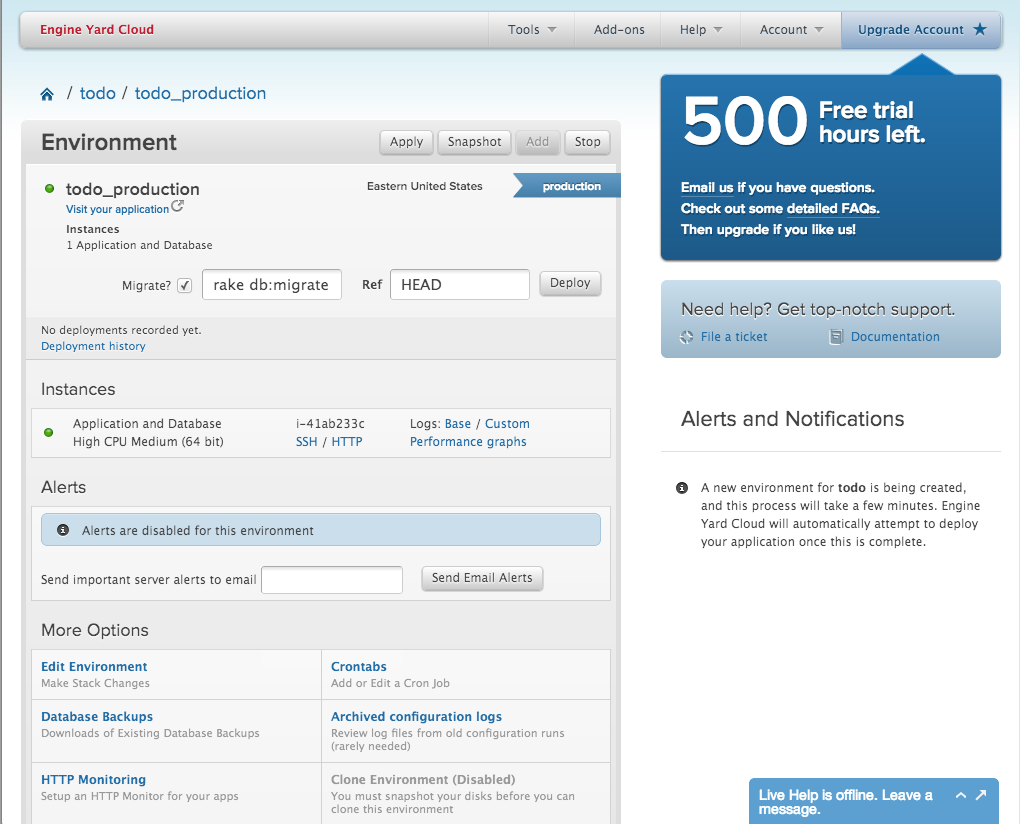 Engine Yard Cloud
Tools
Add-ons
Help
Account
Upgrade Account
/ todo / todo_production
Environment
Apply
Snapshot
Add
Stop
todo_production
Eastern United States
production
Visit your application
Instances
1 Application and Database
Migrate?
rake db:migrate
Ref
HEAD
Deploy
No deployments recorded yet.
Deployment history
Instances
Application and Database
High CPU Medium (64 bit)
i-41ab233c
SSH / HTTP
Logs: Base / Custom
Performance graphs
Alerts
Alerts are disabled for this environment
Send important server alerts to email
Send Email Alerts
More Options
Edit Environment
Make Stack Changes
Crontabs
Add or Edit a Cron Job
Database Backups
Downloads of Existing Database Backups
Archived configuration logs
Review log files from old configuration runs
(rarely needed)
HTTP Monitoring
Setup an HTTP Monitor for your apps
Clone Environment (Disabled)
You must snapshot your disks before you can
clone this environment
500
Free trial
hours left.
Email us if you have questions.
Check out some detailed FAQs.
Then upgrade if you like us!
Need help? Get top-notch support.
File a ticket
Documentation
Alerts and Notifications
A new environment for todo is being created,
and this process will take a few minutes. Engine
Yard Cloud will automatically attempt to deploy
your application once this is complete.
Live Help is offline. Leave a
message.